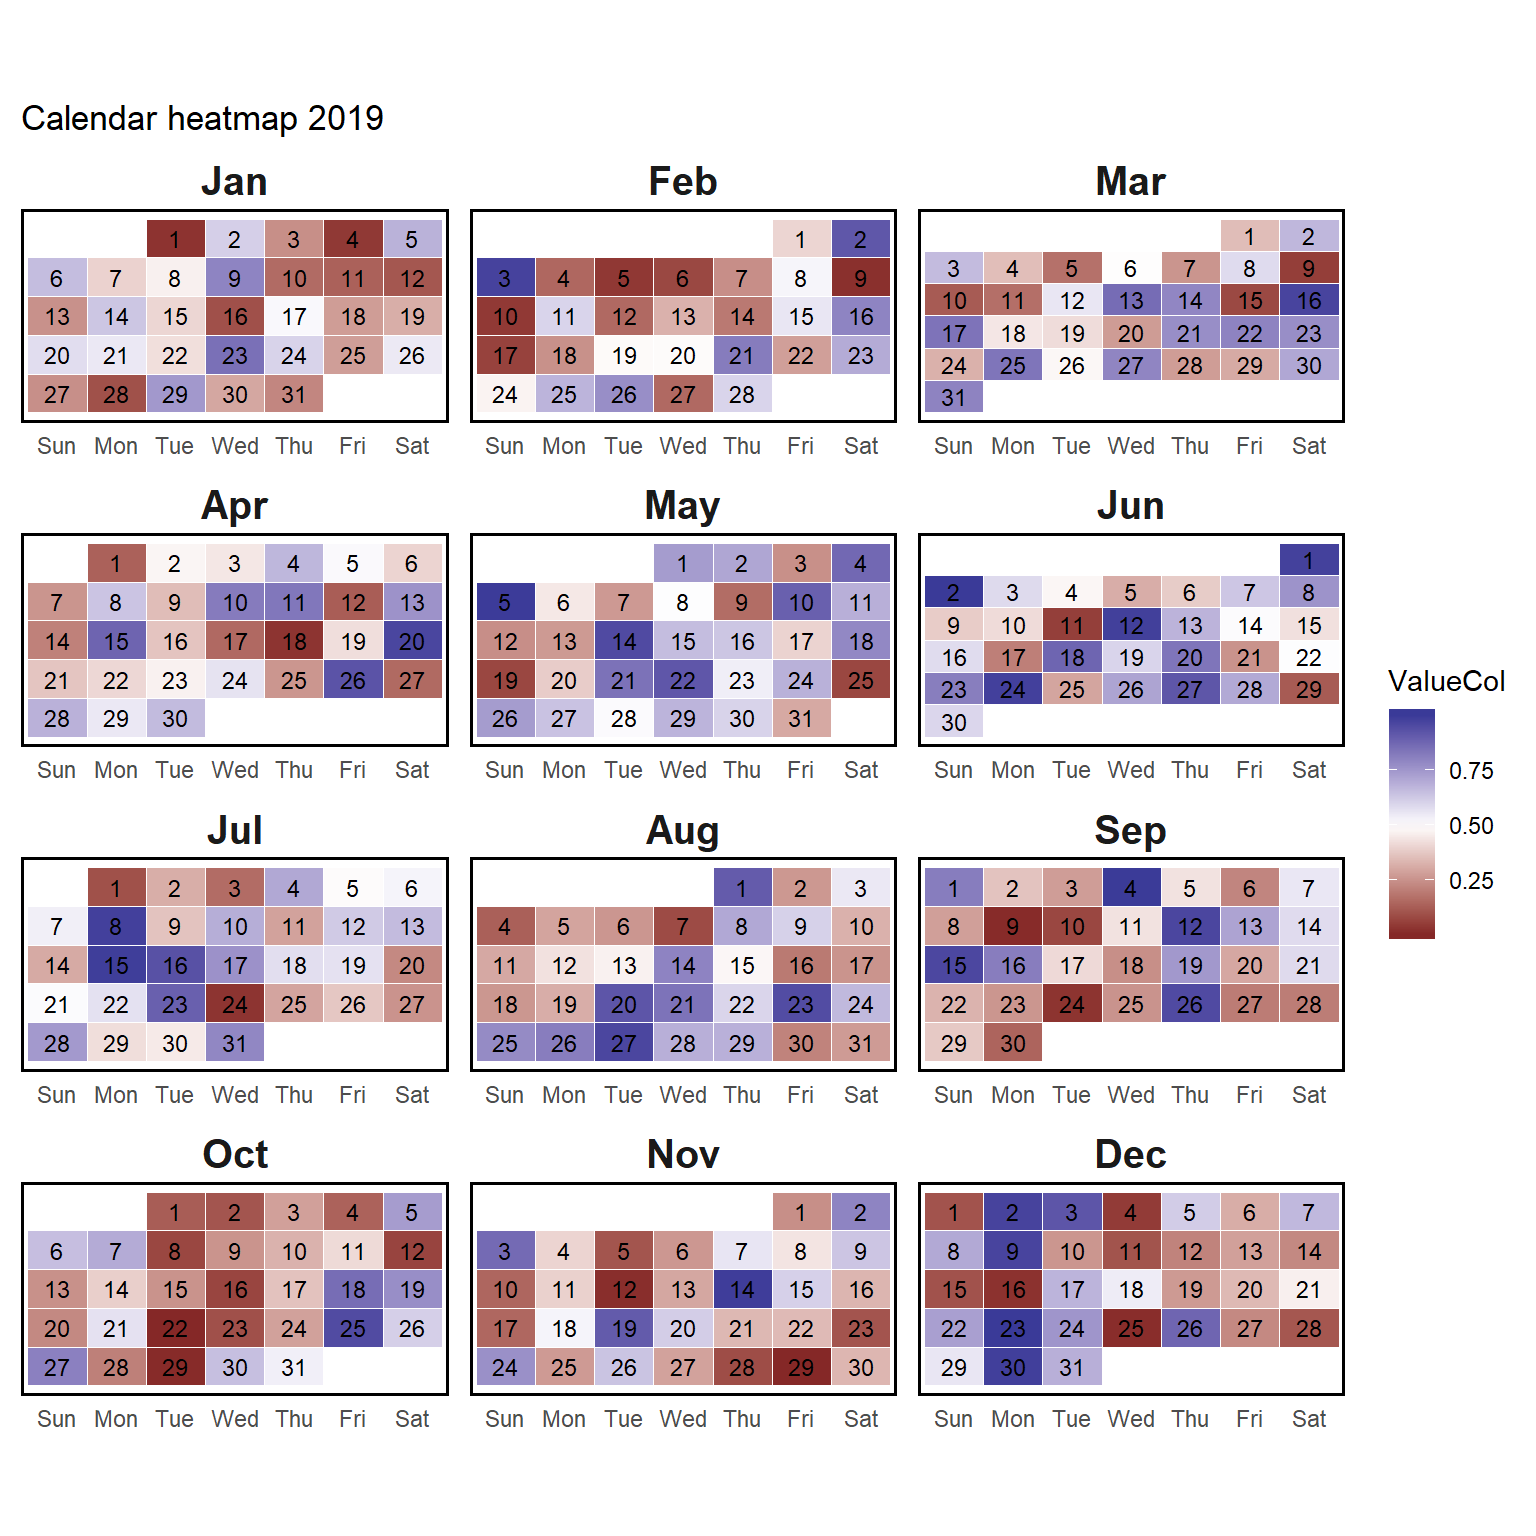 Calendar heatmap 2019
Jan Feb Mar
1 2 3 4 5 1 2 1 2
6 7 8 9 10 11 12 3 4 5 6 7 8 9 3 4 5 6 7 8 9
13 14 15 16 17 18 19 10 11 12 13 14 15 16 10 11 12 13 14 15 16
20 21 22 23 24 25 26 17 18 19 20 21 22 23 17 18 19 20 21 22 23
27 28 29 30 31 24 25 26 27 28 24 25 26 27 28 29 30
31
Sun Mon Tue Wed Thu Fri Sat Sun Mon Tue Wed Thu Fri Sat Sun Mon Tue Wed Thu Fri Sat
Apr May Jun
1 2 3 4 5 6 1 2 3 4 1
7 8 9 10 11 12 13 5 6 7 8 9 10 11 2 3 4 5 6 7 8
14 15 16 17 18 19 20 12 13 14 15 16 17 18 9 10 11 12 13 14 15
21 22 23 24 25 26 27 19 20 21 22 23 24 25 16 17 18 19 20 21 22
28 29 30 26 27 28 29 30 31 23 24 25 26 27 28 29
30
Sun Mon Tue Wed Thu Fri Sat Sun Mon Tue Wed Thu Fri Sat Sun Mon Tue Wed Thu Fri Sat
Jul Aug Sep
1 2 3 4 5 6 1 2 3 1 2 3 4 5 6 7
7 8 9 10 11 12 13 4 5 6 7 8 9 10 8 9 10 11 12 13 14
14 15 16 17 18 19 20 11 12 13 14 15 16 17 15 16 17 18 19 20 21
21 22 23 24 25 26 27 18 19 20 21 22 23 24 22 23 24 25 26 27 28
28 29 30 31 25 26 27 28 29 30 31 29 30
Sun Mon Tue Wed Thu Fri Sat Sun Mon Tue Wed Thu Fri Sat Sun Mon Tue Wed Thu Fri Sat
Oct Nov Dec
1 2 3 4 5 1 2 1 2 3 4 5 6 7
6 7 8 9 10 11 12 3 4 5 6 7 8 9 8 9 10 11 12 13 14
13 14 15 16 17 18 19 10 11 12 13 14 15 16 15 16 17 18 19 20 21
20 21 22 23 24 25 26 17 18 19 20 21 22 23 22 23 24 25 26 27 28
27 28 29 30 31 24 25 26 27 28 29 30 29 30 31
Sun Mon Tue Wed Thu Fri Sat Sun Mon Tue Wed Thu Fri Sat Sun Mon Tue Wed Thu Fri Sat
ValueCol
0.75
0.50
0.25